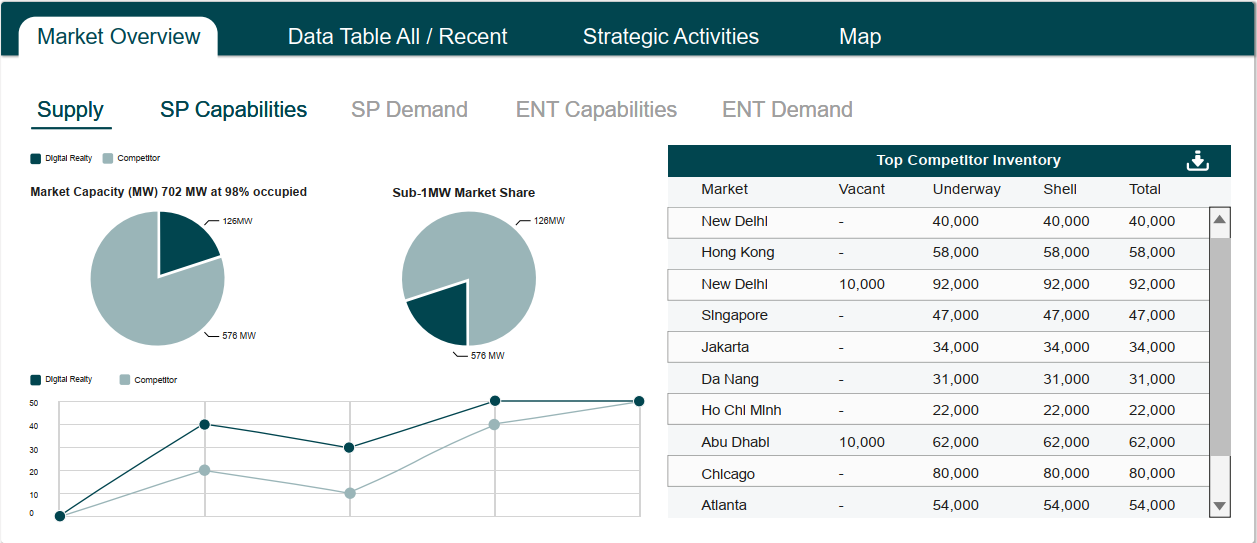 Market Overview Data Table All / Recent Strategic Activities Map
Supply SP Capabilities SP Demand ENT Capabilities ENT Demand
Digital Realty Competitor
Market Capacity (MW) 702 MW at 98% occupied
126MW
576 MW
Sub-1MW Market Share
126MW
576 MW
Digital Realty Competitor
50
40
30
20
10
0
Top Competitor Inventory
Market Vacant Underway Shell Total
New Delhi - 40,000 40,000 40,000
Hong Kong - 58,000 58,000 58,000
New Delhi 10,000 92,000 92,000 92,000
Singapore - 47,000 47,000 47,000
Jakarta - 34,000 34,000 34,000
Da Nang - 31,000 31,000 31,000
Ho Chi Minh - 22,000 22,000 22,000
Abu Dhabi 10,000 62,000 62,000 62,000
Chicago - 80,000 80,000 80,000
Atlanta - 54,000 54,000 54,000